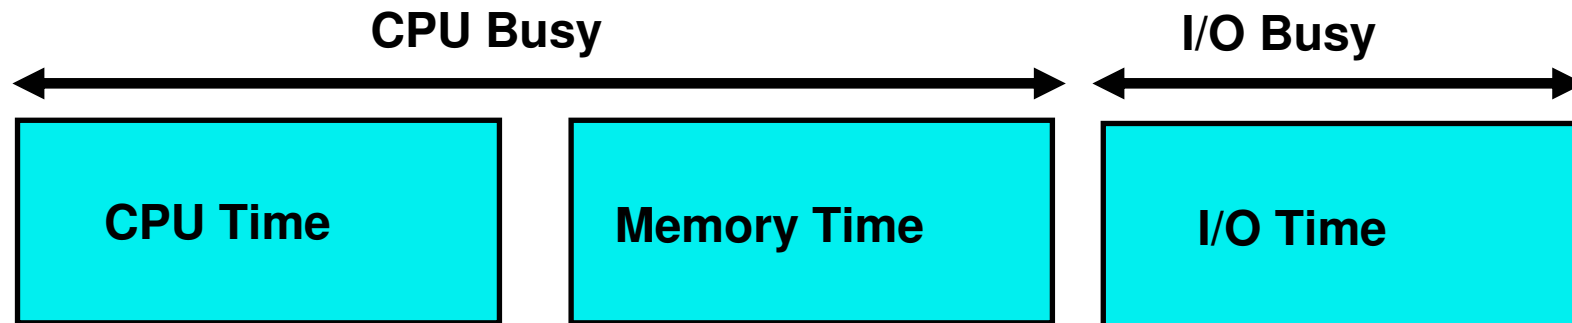 CPU Busy
I/O Busy
CPU Time
Memory Time
I/O Time